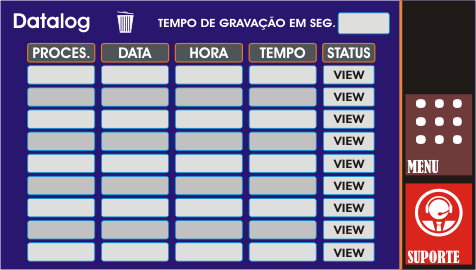 Datalog
TEMPO DE GRAVAÇÃO EM SEG.
PROCES. DATA HORA TEMPO STATUS
VIEW
VIEW
VIEW
VIEW
VIEW
VIEW
VIEW
VIEW
VIEW
MENU
SUPORTE